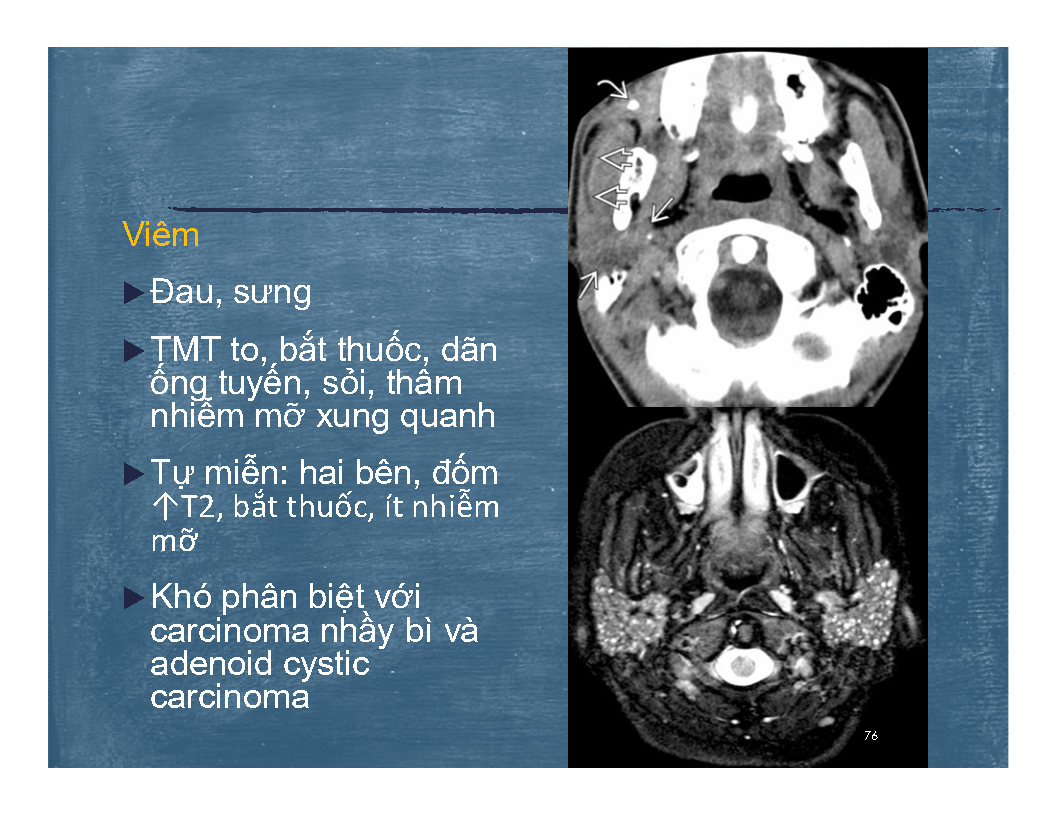 Viêm
▶Đau, sưng
▶TMT to, bắt thuốc, dãn
ống tuyến, sỏi, thâm
nhiễm mỡ xung quanh
▶Tự miễn: hai bên, đốm
↑T2, bắt thuốc, ít nhiễm
mỡ
▶Khó phân biệt với
carcinoma nhầy bì và
adenoid cystic
carcinoma
76